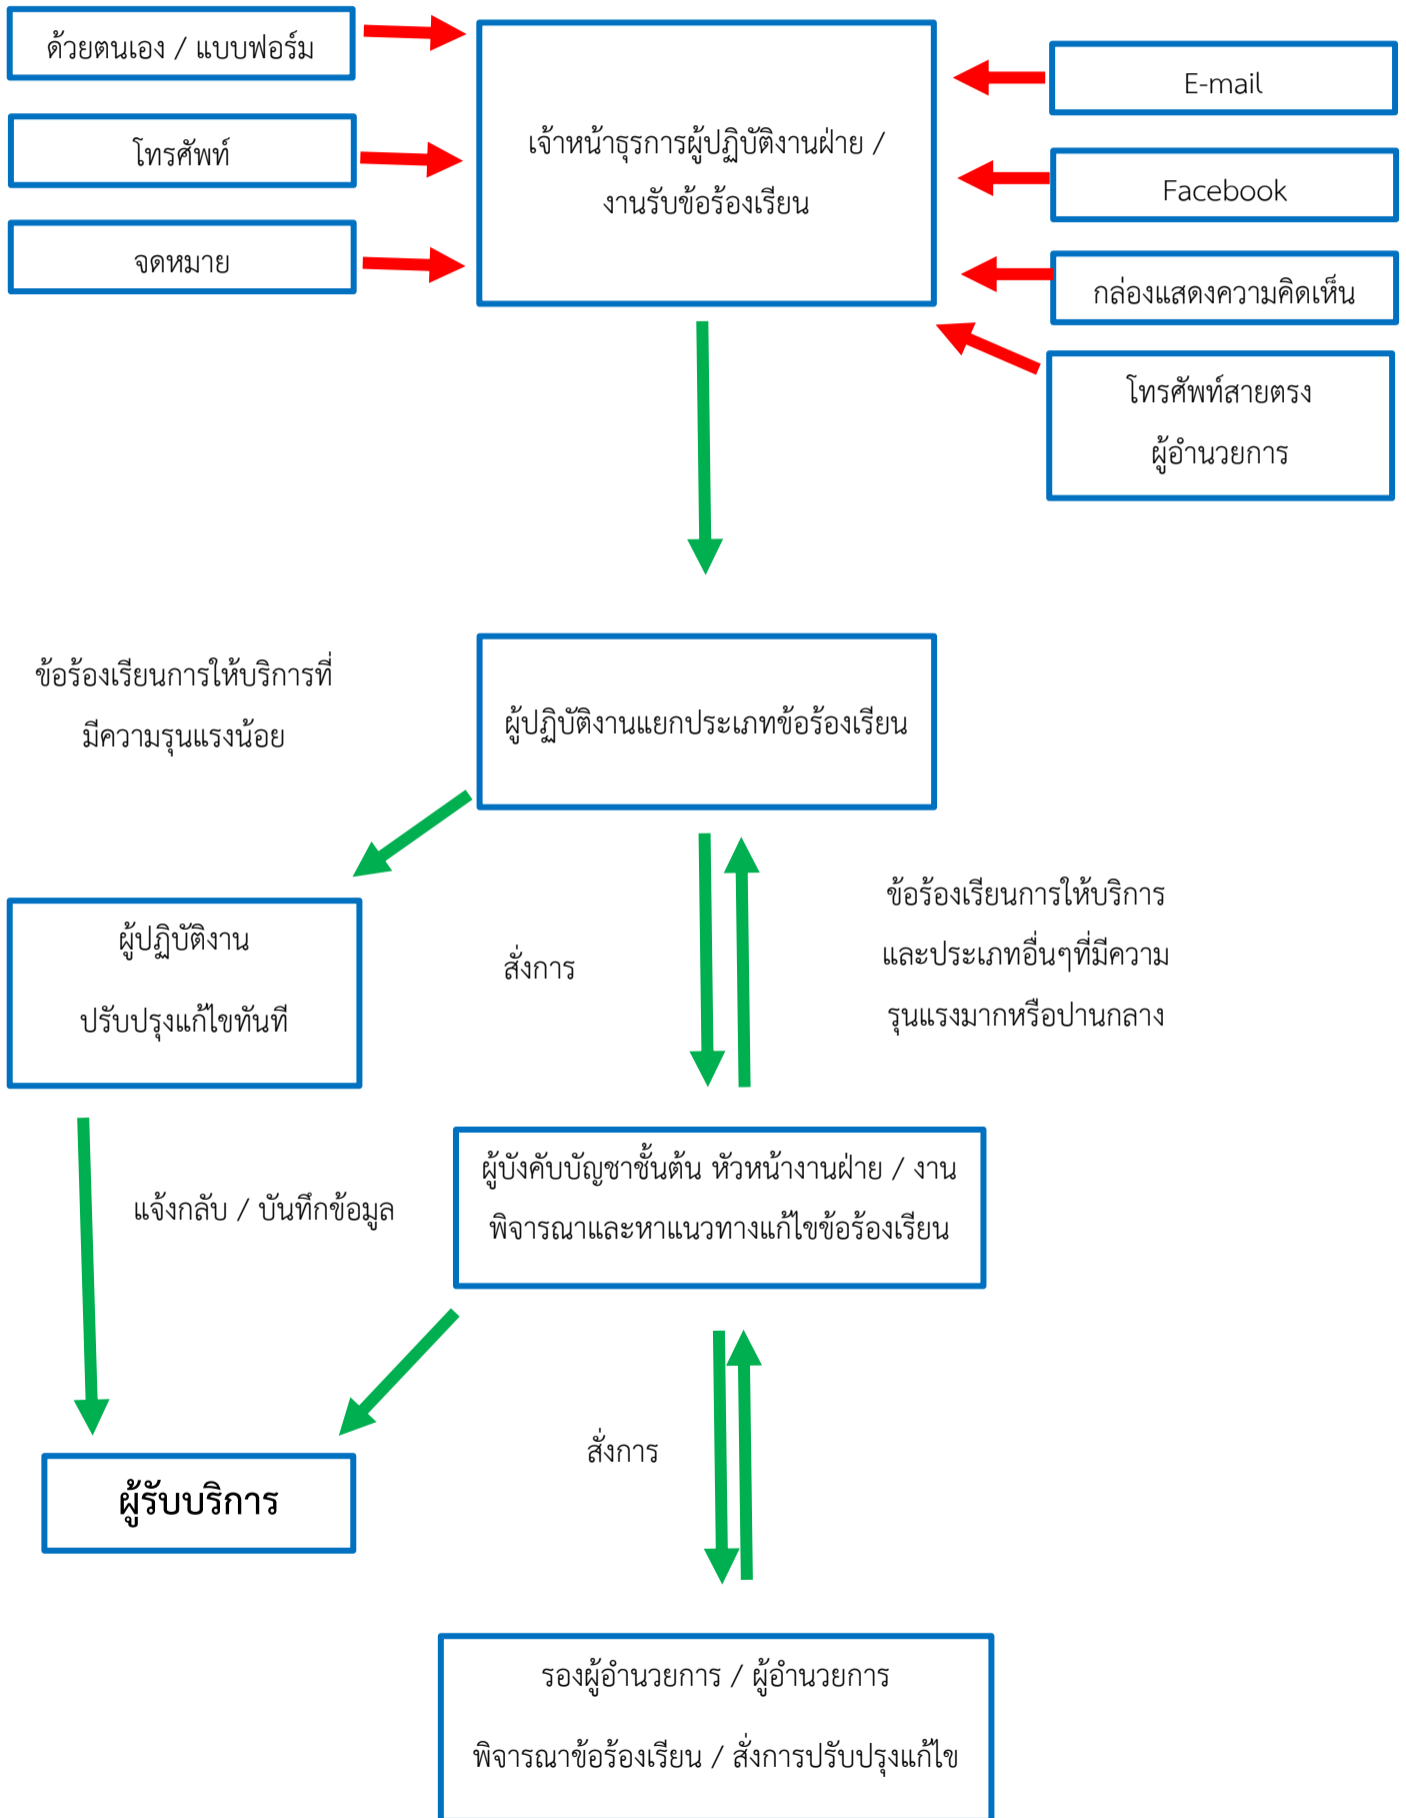 ด้วยตนเอง / แบบฟอร์ม
โทรศัพท์
จดหมาย
เจ้าหน้าธุรการผู้ปฏิบัติงานฝ่าย /
งานรับข้อร้องเรียน
E-mail
Facebook
กล่องแสดงความคิดเห็น
โทรศัพท์สายตรง
ผู้อำนวยการ
ข้อร้องเรียนการให้บริการที่
มีความรุนแรงน้อย
ผู้ปฏิบัติงานแยกประเภทข้อร้องเรียน
ผู้ปฏิบัติงาน
ปรับปรุงแก้ไขทันที
สั่งการ
ข้อร้องเรียนการให้บริการ
และประเภทอื่นๆที่มีความ
รุนแรงมากหรือปานกลาง
แจ้งกลับ / บันทึกข้อมูล
ผู้บังคับบัญชาชั้นต้น หัวหน้างานฝ่าย / งาน
พิจารณาและหาแนวทางแก้ไขข้อร้องเรียน
สั่งการ
ผู้รับบริการ
รองผู้อำนวยการ / ผู้อำนวยการ
พิจารณาข้อร้องเรียน / สั่งการปรับปรุงแก้ไข